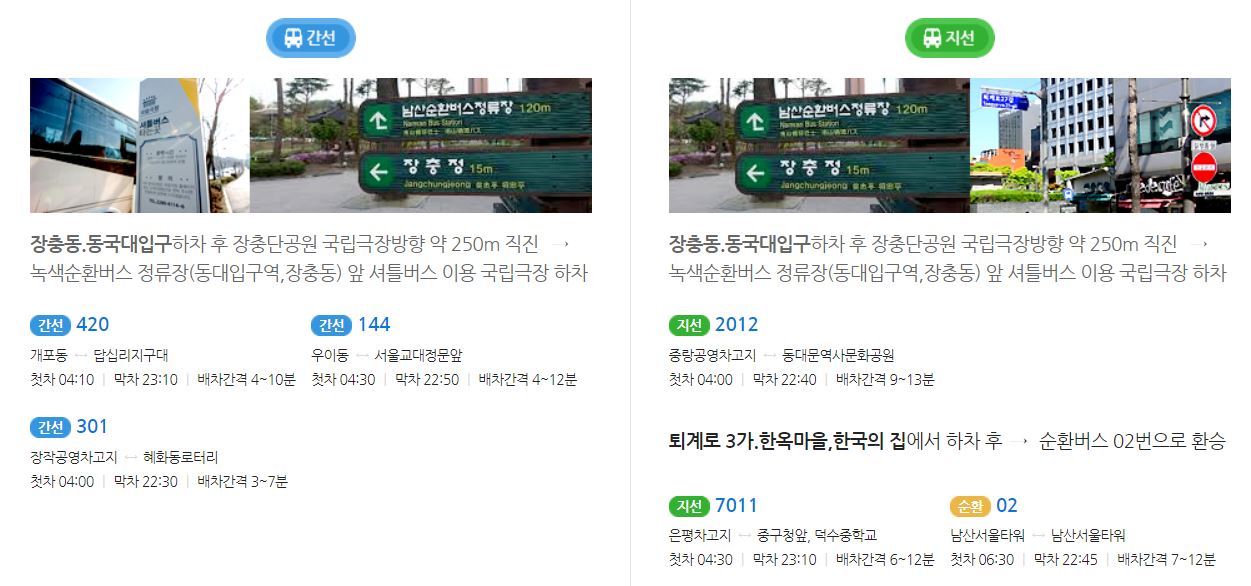 간선
셔틀버스
타는곳
남산순환버스정류장 120m
Namsan Bus Station
장충정 15m
Jangchungjeong
장충동.동국대입구하차 후 장충단공원 국립극장방향 약 250m 직진 →
녹색순환버스 정류장(동대입구역,장충동) 앞 셔틀버스 이용 국립극장 하차
간선 420
개포동 ↔ 답십리지구대
첫차 04:10 | 막차 23:10 | 배차간격 4~10분
간선 144
우이동 ↔ 서울교대정문앞
첫차 04:30 | 막차 22:50 | 배차간격 4~12분
간선 301
장작공영차고지 ↔ 혜화동로터리
첫차 04:00 | 막차 22:30 | 배차간격 3~7분
지선
남산순환버스정류장 120m
Namsan Bus Station
장충정 15m
Jangchungjeong
장충동.동국대입구하차 후 장충단공원 국립극장방향 약 250m 직진 →
녹색순환버스 정류장(동대입구역,장충동) 앞 셔틀버스 이용 국립극장 하차
지선 2012
중랑공영차고지 ↔ 동대문역사문화공원
첫차 04:00 | 막차 22:40 | 배차간격 9~13분
퇴계로 3가.한옥마을,한국의 집에서 하차 후 → 순환버스 02번으로 환승
지선 7011
은평차고지 ↔ 중구청앞, 덕수중학교
첫차 04:30 | 막차 23:10 | 배차간격 6~12분
순환 02
남산서울타워 ↔ 남산서울타워
첫차 06:30 | 막차 22:45 | 배차간격 7~12분